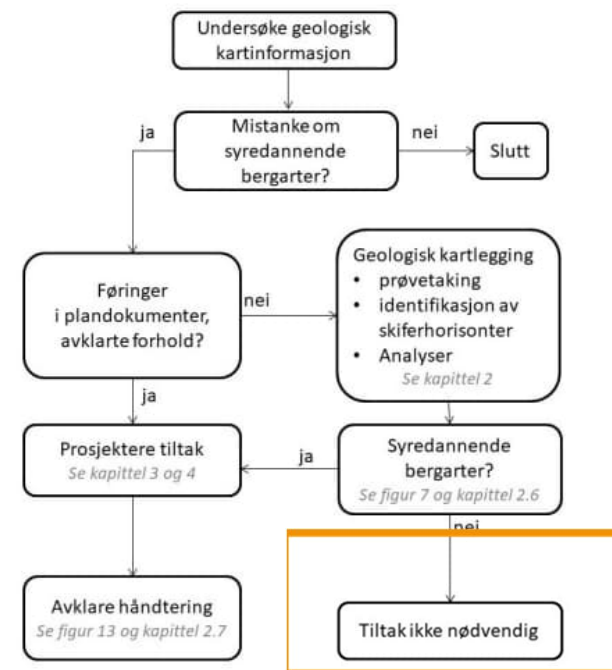 Undersøke geologisk
kartinformasjon
ja
Mistanke om
syredannende
bergarter?
nei
Slutt
Føringer
i plandokumenter,
avklarte forhold?
nei
Geologisk kartlegging
• prøvetaking
• identifikasjon av
skiferhorisonter
• Analyser
Se kapittel 2
ja
Prosjektere tiltak
Se kapittel 3 og 4
ja
Syredannende
bergarter?
Se figur 7 og kapittel 2.6
nei
Avklare håndtering
Se figur 13 og kapittel 2.7
Tiltak ikke nødvendig